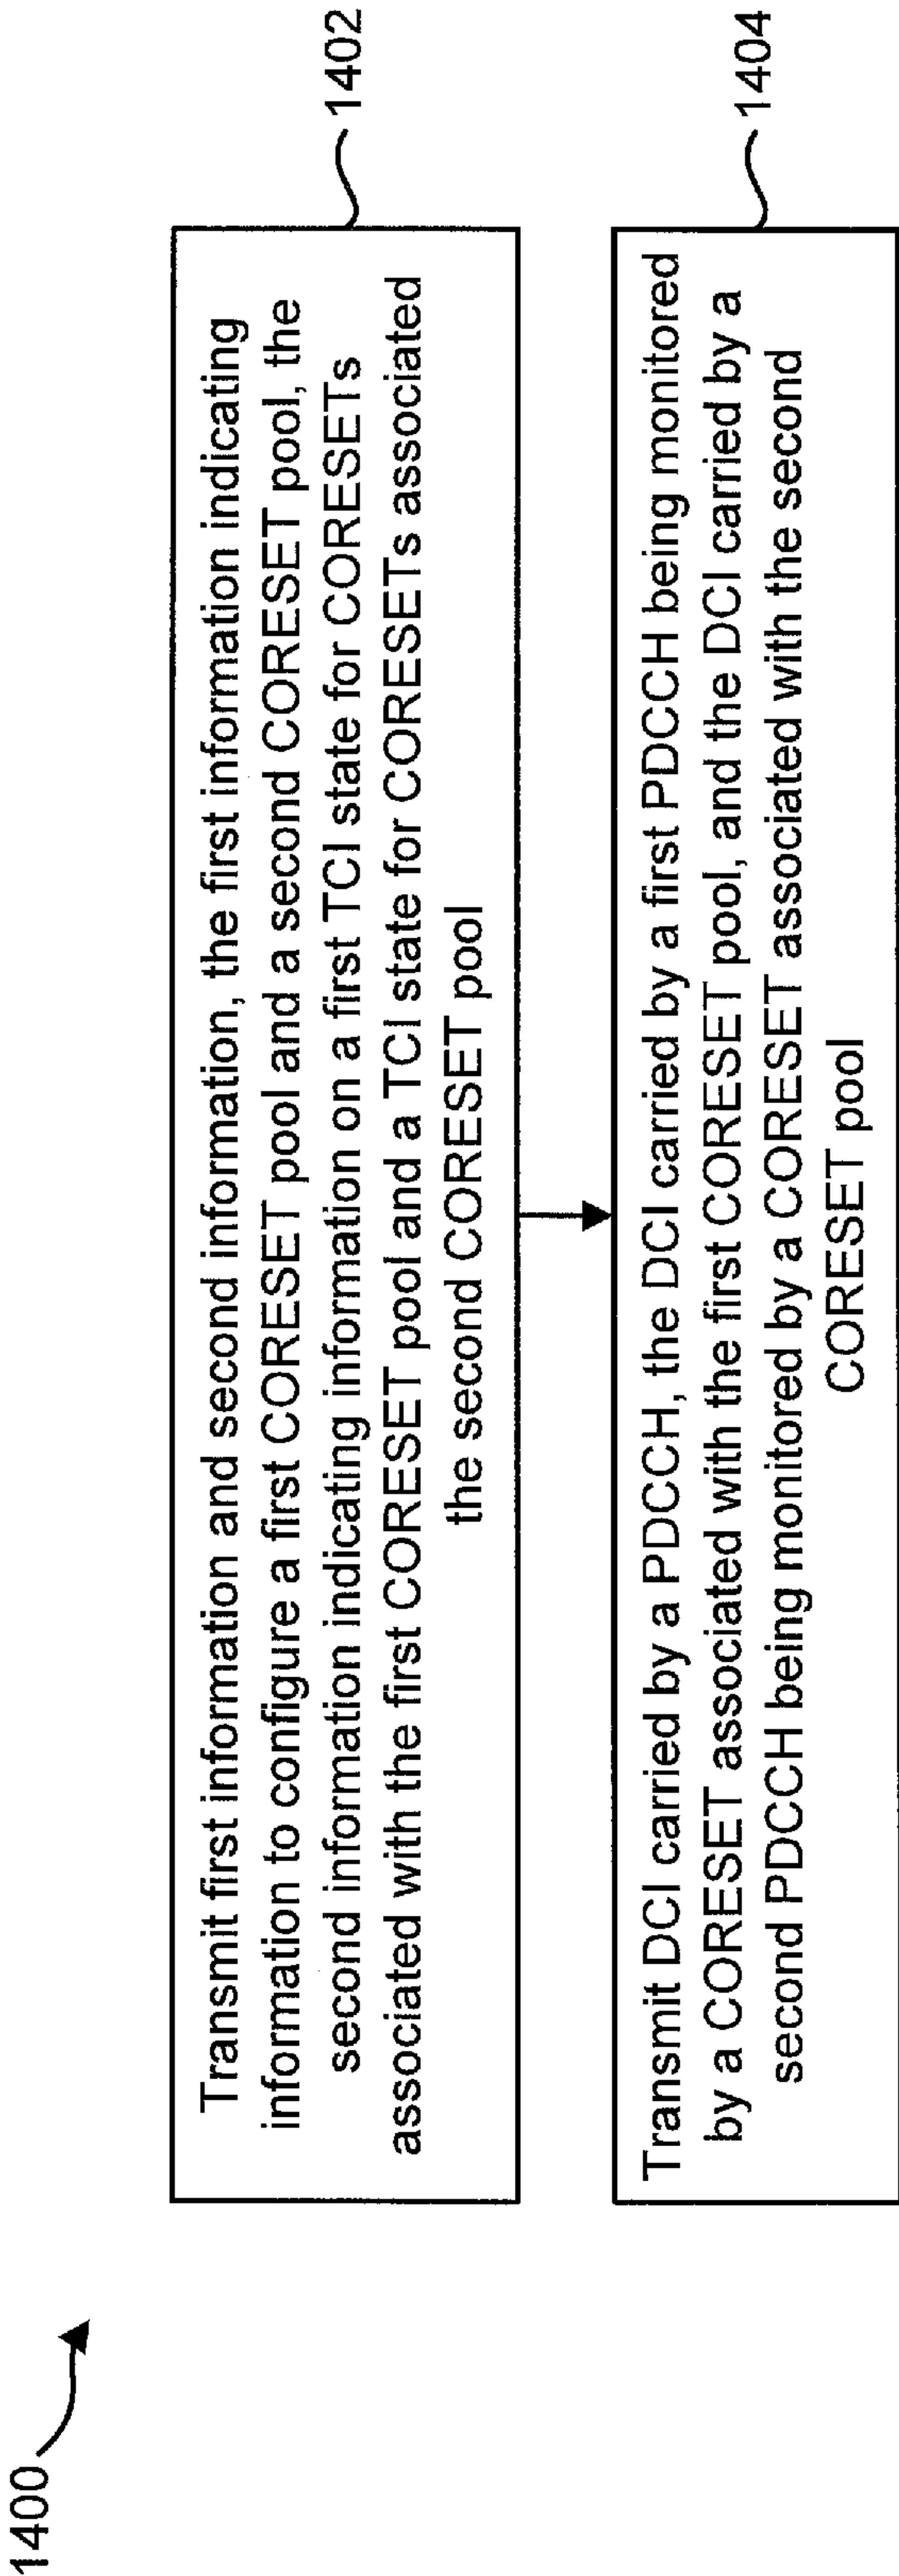 1400
Transmit first information and second information, the first information indicating
information to configure a first CORESET pool and a second CORESET pool, the
second information indicating information on a first TCI state for CORESETs
associated with the first CORESET pool and a TCI state for CORESETs associated
the second CORESET pool
1402
Transmit DCI carried by a PDCCH, the DCI carried by a first PDCCH being monitored
by a CORESET associated with the first CORESET pool, and the DCI carried by a
second PDCCH being monitored by a CORESET associated with the second
CORESET pool
1404